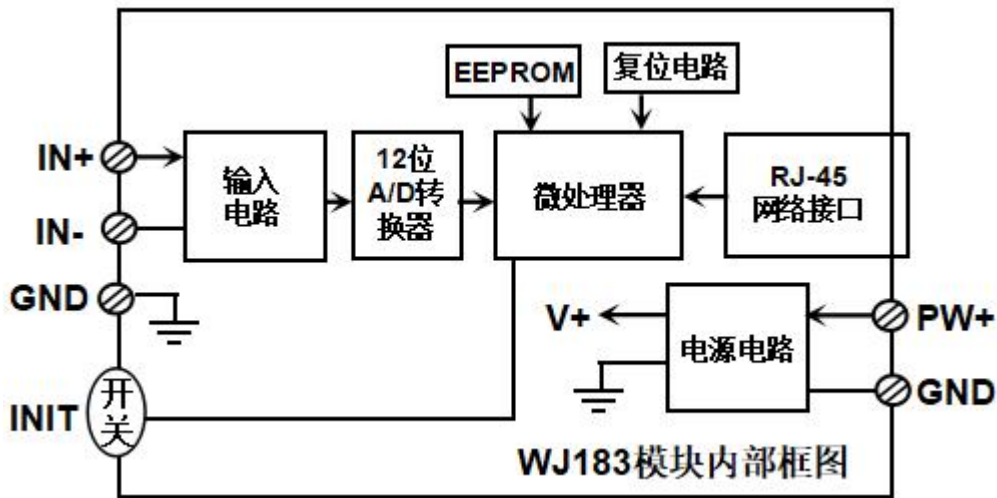 EEPROM
复位电路
IN+
IN-
GND
INIT
开
关
输入
电路
12位
A/D转
换器
微处理器
RJ-45
网络接口
V+
电源电路
PW+
GND
WJ183模块内部框图